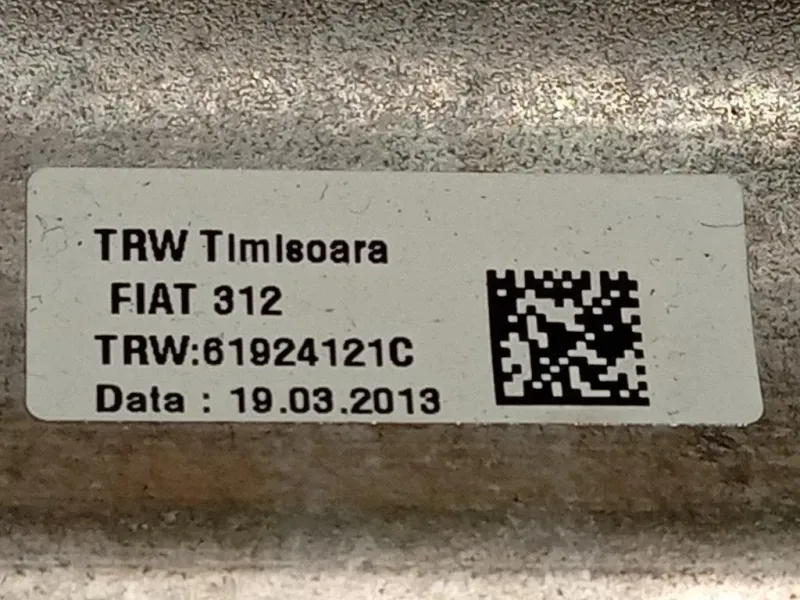 TRW Timisoara
FIAT 312
TRW:61924121C
Data : 19.03.2013